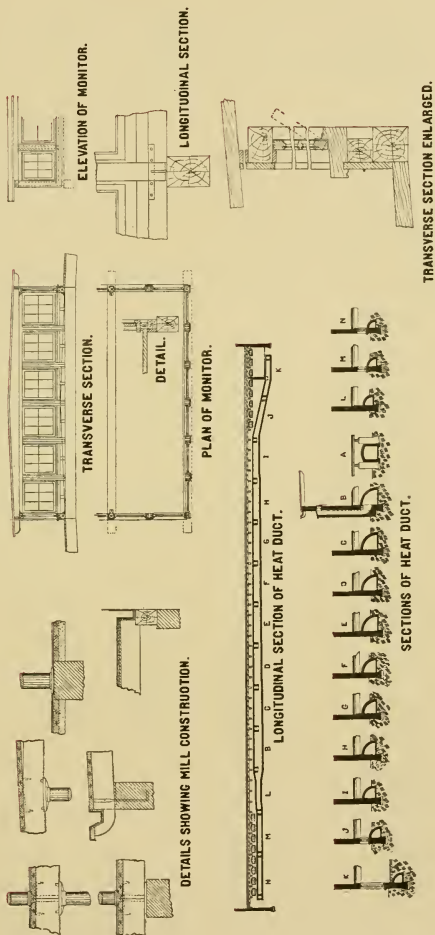 DETAILS SHOWING MILL CONSTRUCTION.
TRANSVERSE SECTION.
ELEVATION OF MONITOR.
DETAIL.
PLAN OF MONITOR.
LONGITUDINAL SECTION.
N M L B C D E F G H I J K
LONGITUDINAL SECTION OF HEAT DUCT.
K J I H G F E D C B A L M N
SECTIONS OF HEAT DUCT.
TRANSVERSE SECTION ENLARGED.